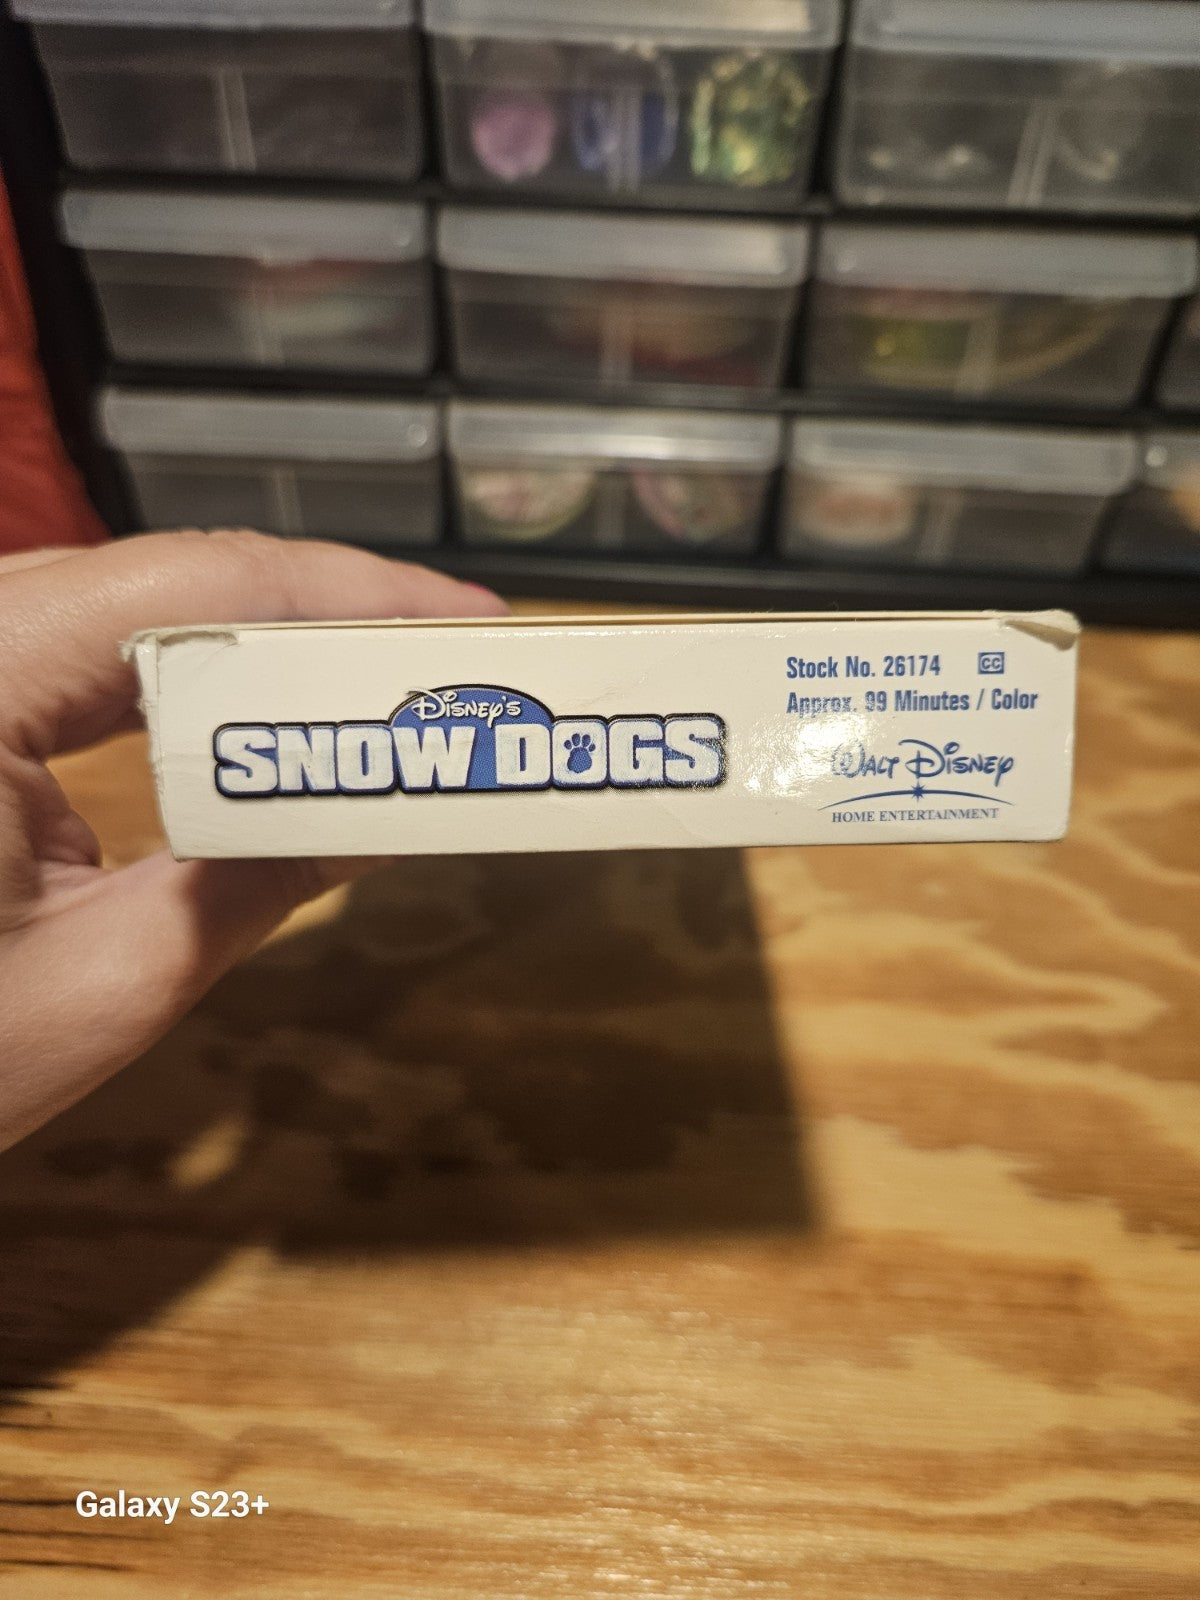 Disney's
SNOW DOGS
Stock No. 26174 CC
Approx. 99 Minutes / Color
Walt Disney
HOME ENTERTAINMENT
Galaxy S23+